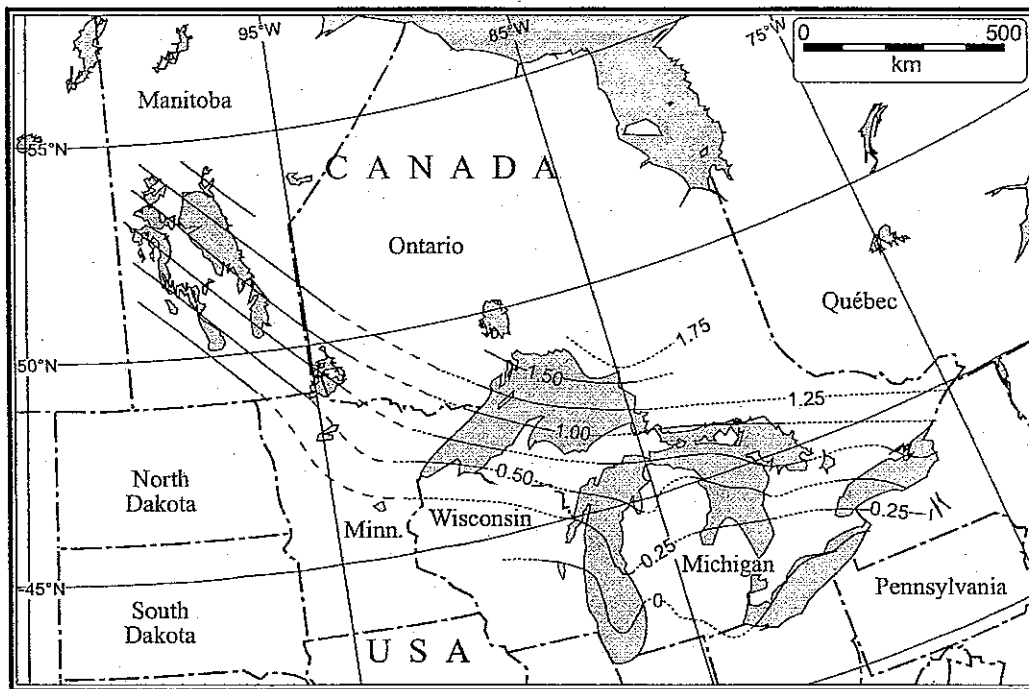 95°W
85°W
75°W
0 500
km
Manitoba
55°N
CANADA
Ontario
Québec
1.75
50°N
1.50
1.25
1.00
0.50
North
Dakota
Minn.
Wisconsin
0.25
0.25
Michigan
45°N
0
Pennsylvania
South
Dakota
USA